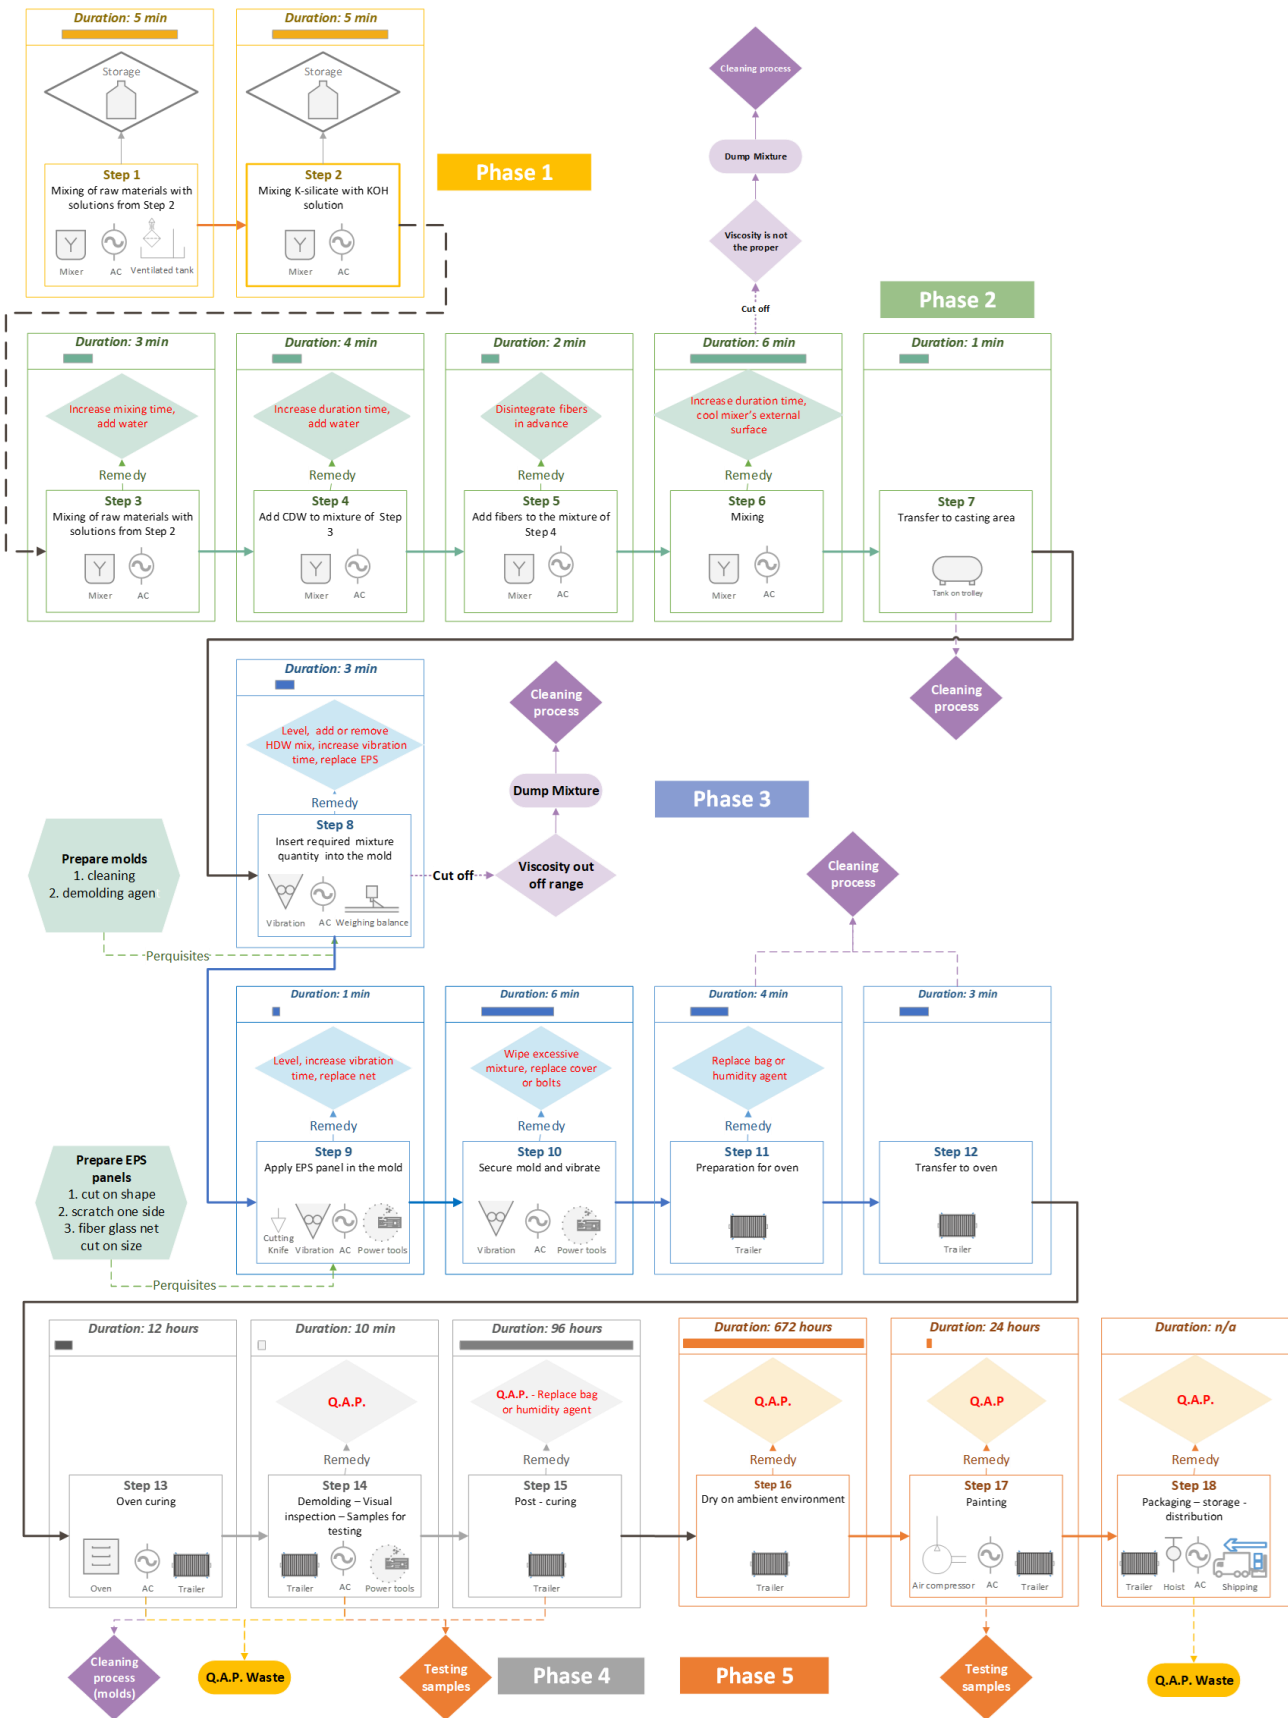 Duration: 5 min
Storage
Step 1
Mixing of raw materials with
solutions from Step 2
Mixer
AC
Ventilated tank
Duration: 5 min
Storage
Step 2
Mixing K-silicate with KOH
solution
Mixer
AC
Phase 1
Cleaning process
Dump Mixture
Viscosity is not
the proper
Cut off
Phase 2
Duration: 3 min
Increase mixing time,
add water
Remedy
Step 3
Mixing of raw materials with
solutions from Step 2
Mixer
AC
Duration: 4 min
Increase duration time,
add water
Remedy
Step 4
Add CDW to mixture of Step
3
Mixer
AC
Duration: 2 min
Disintegrate fibers
in advance
Remedy
Step 5
Add fibers to the mixture of
Step 4
Mixer
AC
Duration: 6 min
Increase duration time,
cool mixer's external
surface
Remedy
Step 6
Mixing
Mixer
AC
Duration: 1 min
Step 7
Transfer to casting area
Tank on trolley
Cleaning
process
Duration: 3 min
Level, add or remove
HDW mix, increase vibration
time, replace EPS
Remedy
Step 8
Insert required mixture
quantity into the mold
Vibration
AC
Weighing balance
Cut off
Viscosity out
off range
Dump Mixture
Cleaning
process
Phase 3
Prepare molds
1. cleaning
2. demolding agen
Perquisites
Cleaning
process
Duration: 1 min
Level, increase vibration
time, replace net
Remedy
Step 9
Apply EPS panel in the mold
Cutting
Knife
Vibration
AC
Power tools
Duration: 6 min
Wipe excessive
mixture, replace cover
or bolts
Remedy
Step 10
Secure mold and vibrate
Vibration
AC
Power tools
Duration: 4 min
Replace bag or
humidity agent
Remedy
Step 11
Preparation for oven
Trailer
Duration: 3 min
Step 12
Transfer to oven
Trailer
Prepare EPS
panels
1. cut on shape
2. scratch one side
3. fiber glass net
cut on size
Perquisites
Duration: 12 hours
Step 13
Oven curing
Oven
AC
Trailer
Duration: 10 min
Q.A.P.
Remedy
Step 14
Demolding – Visual
inspection – Samples for
testing
Trailer
AC
Power tools
Duration: 96 hours
Q.A.P. - Replace bag
or humidity agent
Remedy
Step 15
Post - curing
Trailer
Duration: 672 hours
Q.A.P.
Remedy
Step 16
Dry on ambient environment
Trailer
Duration: 24 hours
Q.A.P
Remedy
Step 17
Painting
Air compressor
AC
Trailer
Duration: n/a
Q.A.P.
Remedy
Step 18
Packaging – storage -
distribution
Trailer
Hoist
AC
Shipping
Cleaning
process
(molds)
Q.A.P. Waste
Testing
samples
Phase 4
Phase 5
Testing
samples
Q.A.P. Waste